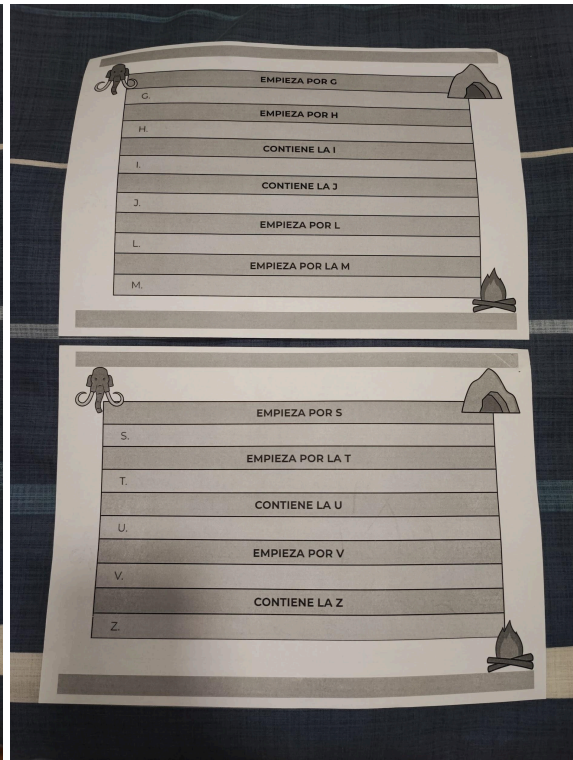 EMPIEZA POR G
G.
EMPIEZA POR H
H.
CONTIENE LA I
I.
CONTIENE LA J
J.
EMPIEZA POR L
L.
EMPIEZA POR LA M
M.
EMPIEZA POR S
S.
EMPIEZA POR LA T
T.
CONTIENE LA U
U.
EMPIEZA POR V
V.
CONTIENE LA Z
Z.